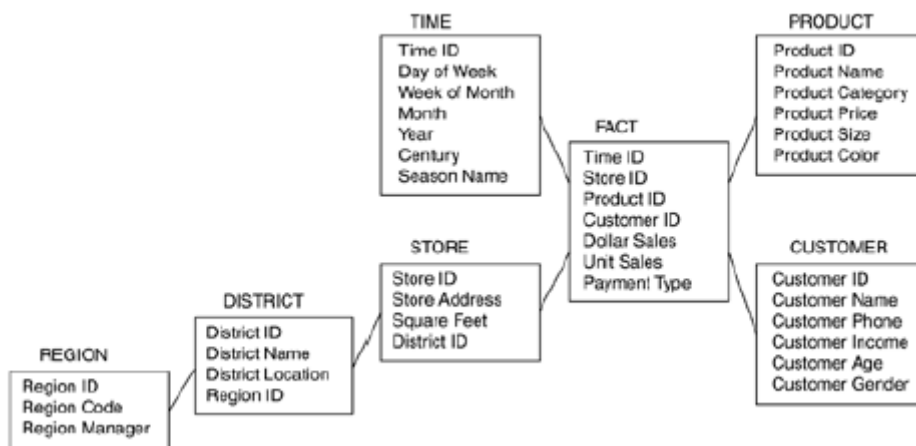 TIME
Time ID
Day of Week
Week of Month
Month
Year
Century
Season Name
PRODUCT
Product ID
Product Name
Product Category
Product Price
Product Size
Product Color
FACT
Time ID
Store ID
Product ID
Customer ID
Dollar Sales
Unit Sales
Payment Type
STORE
Store ID
Store Address
Square Feet
District ID
CUSTOMER
Customer ID
Customer Name
Customer Phone
Customer Income
Customer Age
Customer Gender
DISTRICT
District ID
District Name
District Location
Region ID
REGION
Region ID
Region Code
Region Manager